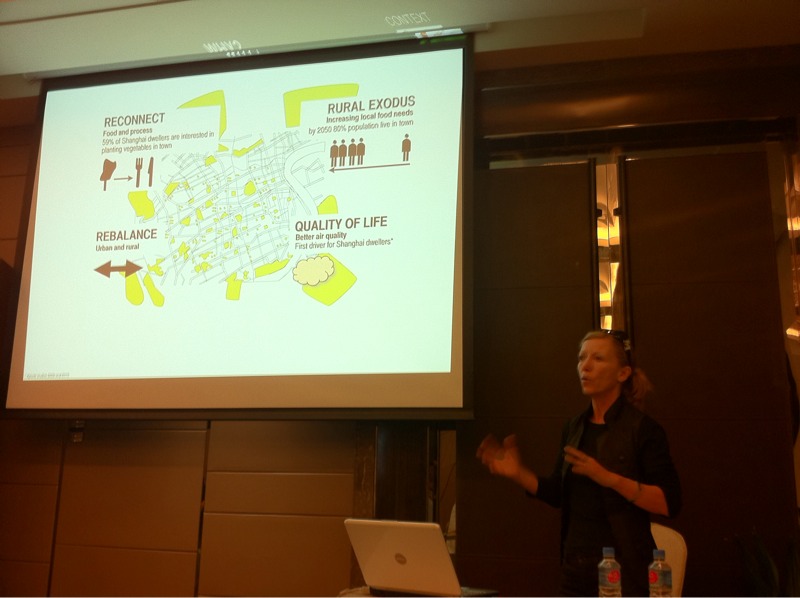 CONTEXT
RECONNECT
Food and process
59% of Shanghai dwellers are interested in
planting vegetables in town
RURAL EXODUS
Increasing local food needs
by 2050 80% population live in town
REBALANCE
Urban and rural
QUALITY OF LIFE
Better air quality
First driver for Shanghai dwellers*